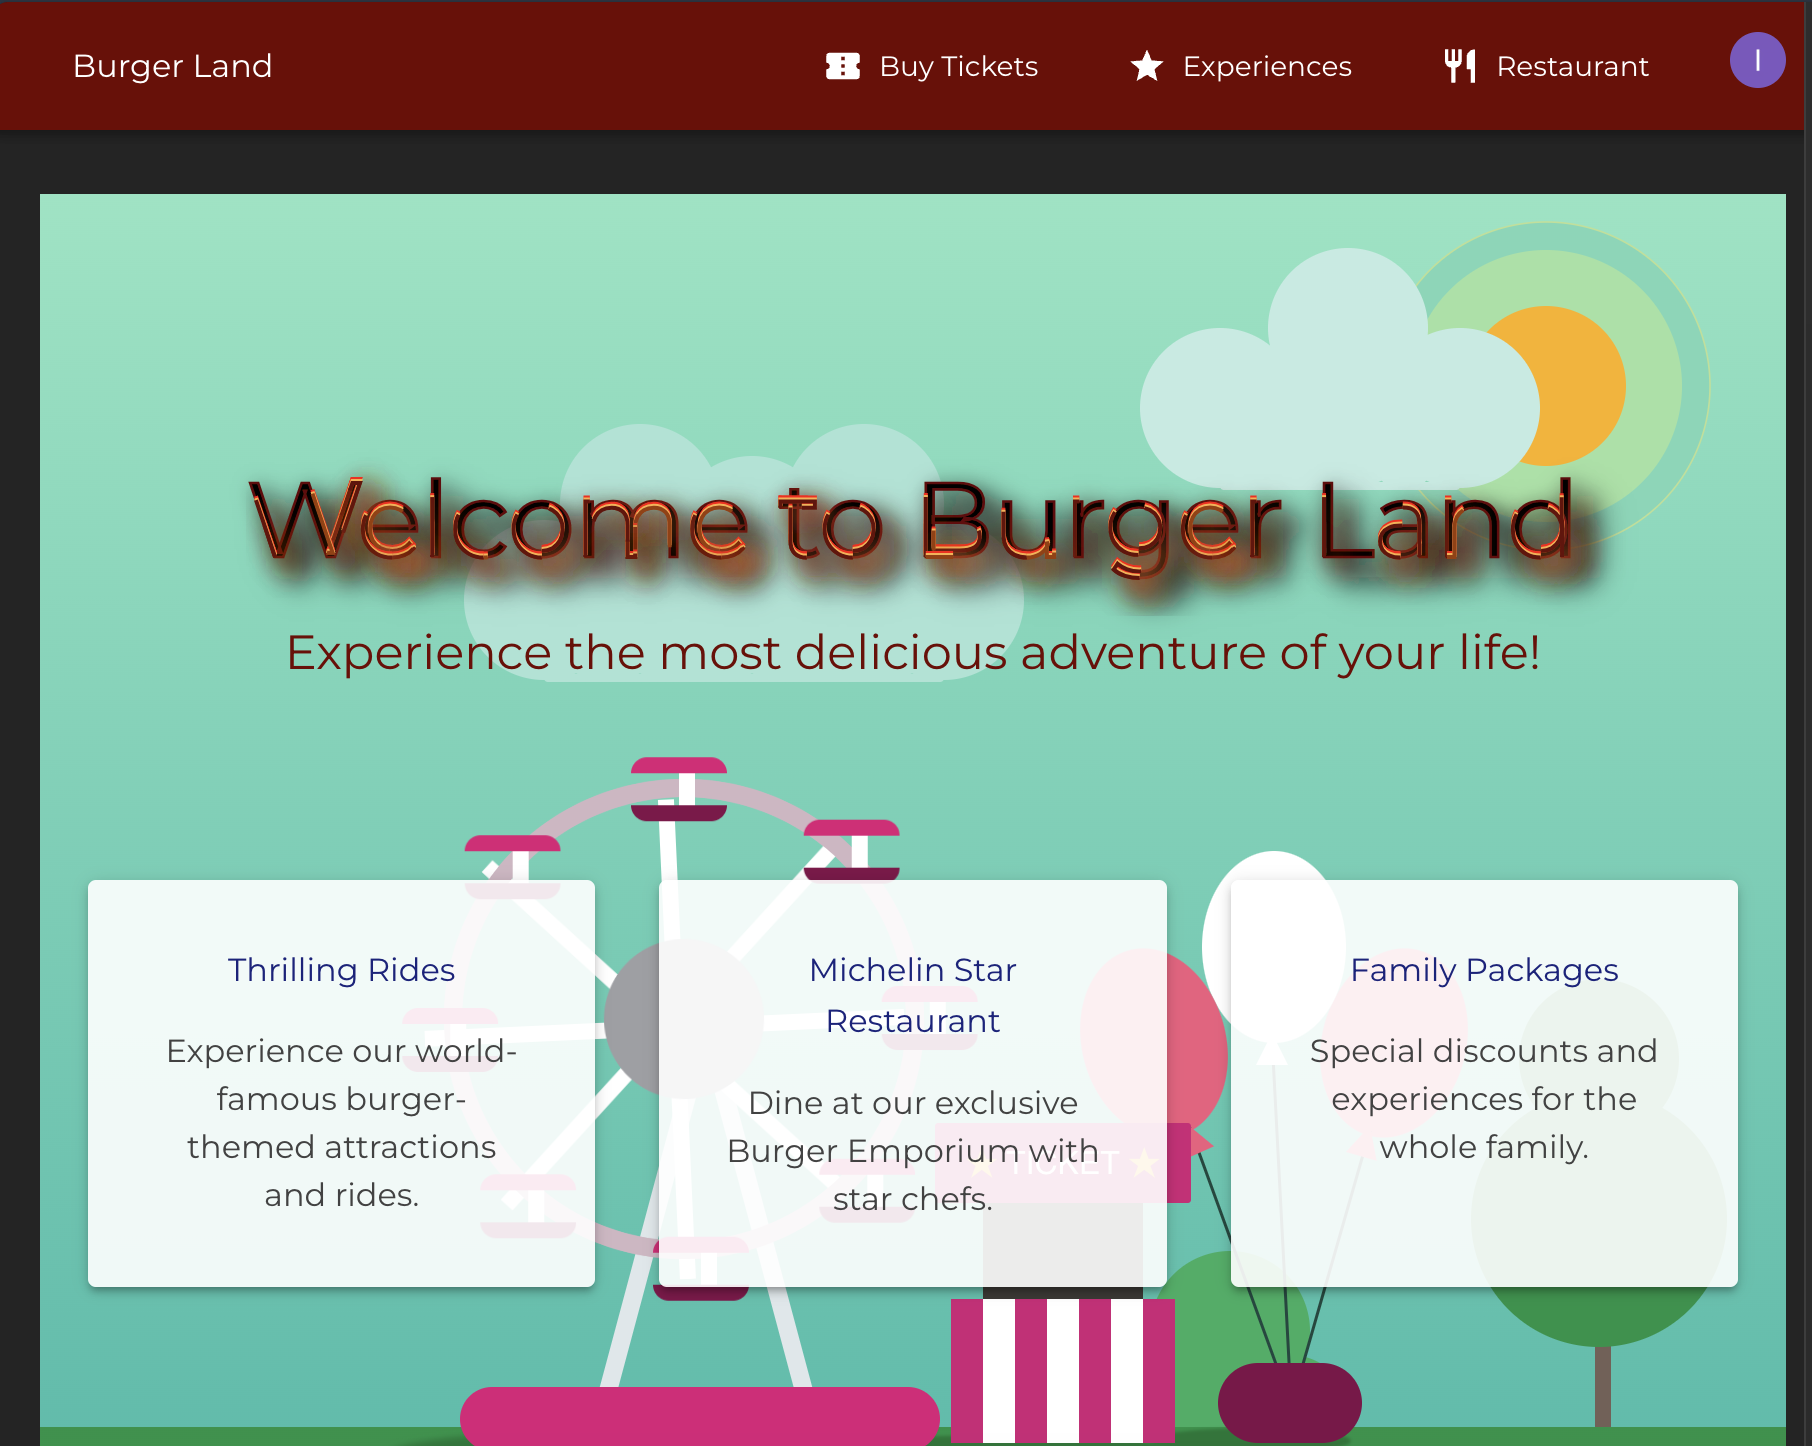 Burger Land
Buy Tickets
Experiences
Restaurant
I
Welcome to Burger Land
Experience the most delicious adventure of your life!
Thrilling Rides
Experience our world-
famous burger-
themed attractions
and rides.
Michelin Star
Restaurant
Dine at our exclusive
Burger Emporium with
star chefs.
TICKET
Family Packages
Special discounts and
experiences for the
whole family.